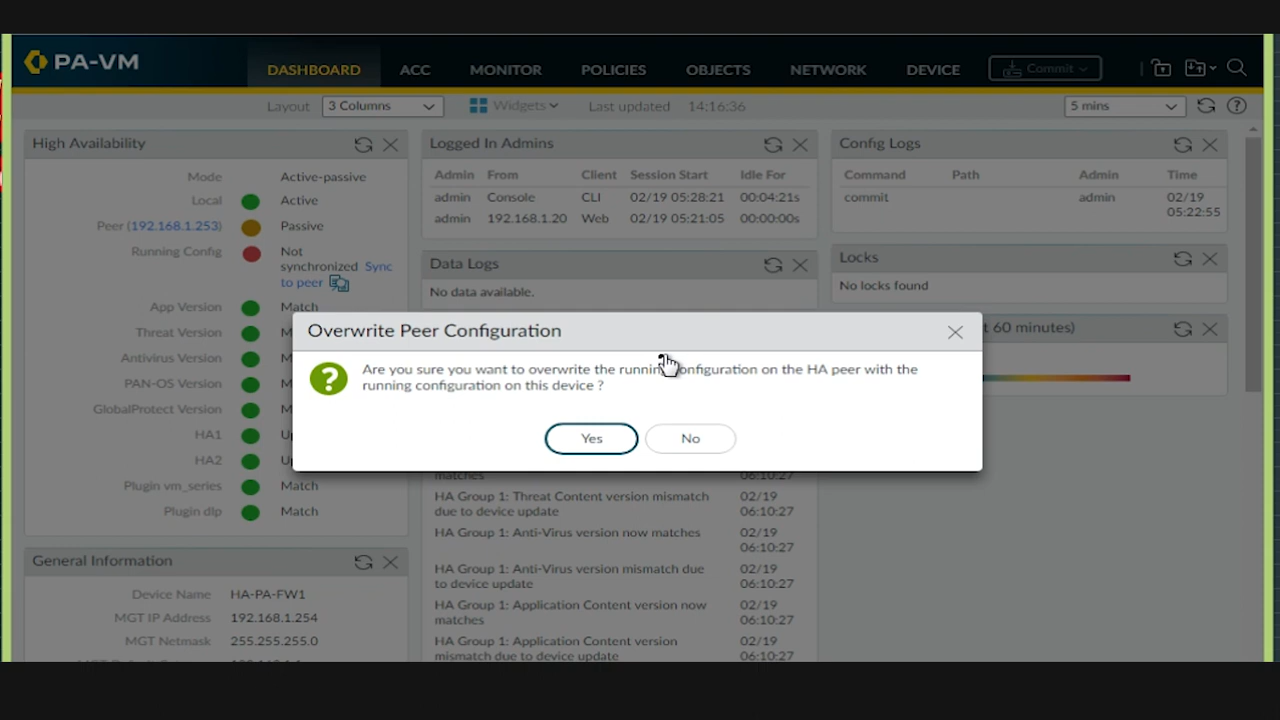 PA-VM
DASHBOARD ACC MONITOR POLICIES OBJECTS NETWORK DEVICE Commit
Layout 3 Columns Widgets Last updated 14:16:36 5 mins
High Availability
Mode Active-passive
Local Active
Peer (192.168.1.253) Passive
Running Config Not
synchronized Sync
to peer
App Version Match
Threat Version
Antivirus Version
PAN-OS Version
GlobalProtect Version
HA1
HA2
Plugin vm_series Match
Plugin dlp Match
General Information
Device Name HA-PA-FW1
MGT IP Address 192.168.1.254
MGT Netmask 255.255.255.0
Logged In Admins
Admin From Client Session Start Idle For
admin Console CLI 02/19 05:28:21 00:04:21s
admin 192.168.1.20 Web 02/19 05:21:05 00:00:00s
Data Logs
No data available.
Config Logs
Command Path Admin Time
commit admin 02/19
05:22:55
Locks
No locks found
t 60 minutes)
Overwrite Peer Configuration
Are you sure you want to overwrite the running configuration on the HA peer with the
running configuration on this device ?
Yes No
matches 06:10:27
HA Group 1: Threat Content version mismatch 02/19
due to device update 06:10:27
HA Group 1: Anti-Virus version now matches 02/19
06:10:27
HA Group 1: Anti-Virus version mismatch due 02/19
to device update 06:10:27
HA Group 1: Application Content version now 02/19
matches 06:10:27
HA Group 1: Application Content version 02/19
mismatch due to device update 06:10:27